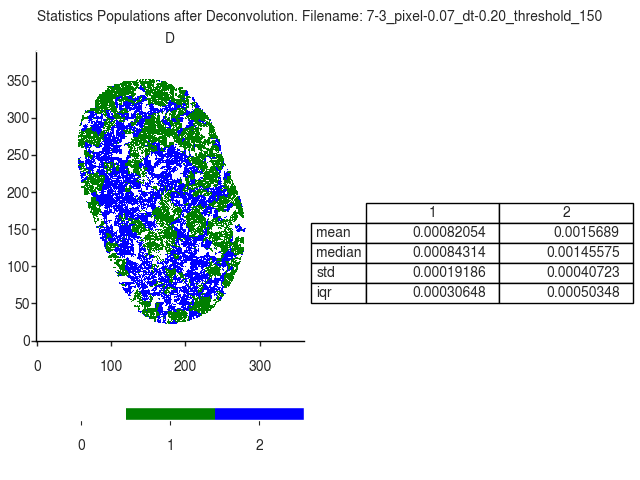 Statistics Populations after Deconvolution. Filename: 7-3_pixel-0.07_dt-0.20_threshold_150
D
350
300
250
200
150
100
50
0
0 100 200 300
1 2
mean 0.00082054 0.0015689
median 0.00084314 0.00145575
std 0.00019186 0.00040723
iqr 0.00030648 0.00050348
0 1 2